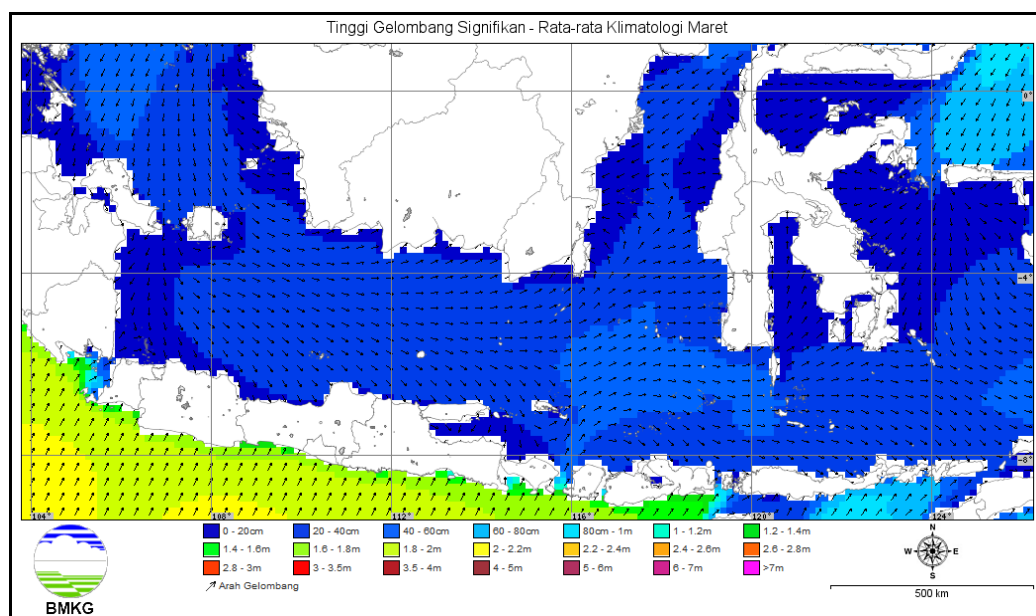 Tinggi Gelombang Signifikan - Rata-rata Klimatologi Maret
0
-4
-8
104 108 112 116 120 124
0 - 20cm 20 - 40cm 40 - 60cm 60 - 80cm 80cm - 1m 1 - 1.2m 1.2 - 1.4m
1.4 - 1.6m 1.6 - 1.8m 1.8 - 2m 2 - 2.2m 2.2 - 2.4m 2.4 - 2.6m 2.6 - 2.8m
2.8 - 3m 3 - 3.5m 3.5 - 4m 4 - 5m 5 - 6m 6 - 7m >7m
Arah Gelombang
BMKG
N
W E
S
500 km